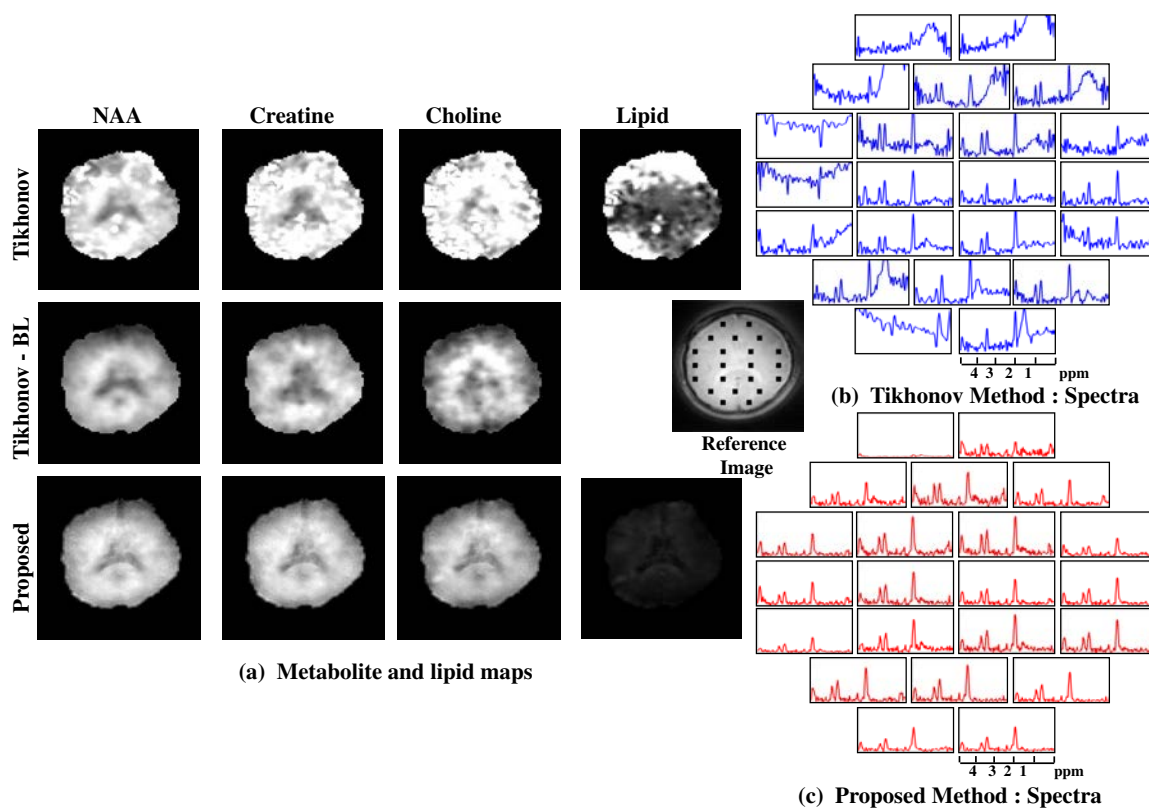 NAA Creatine Choline Lipid
Tikhonov
Tikhonov - BL
Proposed
(a) Metabolite and lipid maps
Reference
Image
4 3 2 1 ppm
(b) Tikhonov Method : Spectra
4 3 2 1 ppm
(c) Proposed Method : Spectra